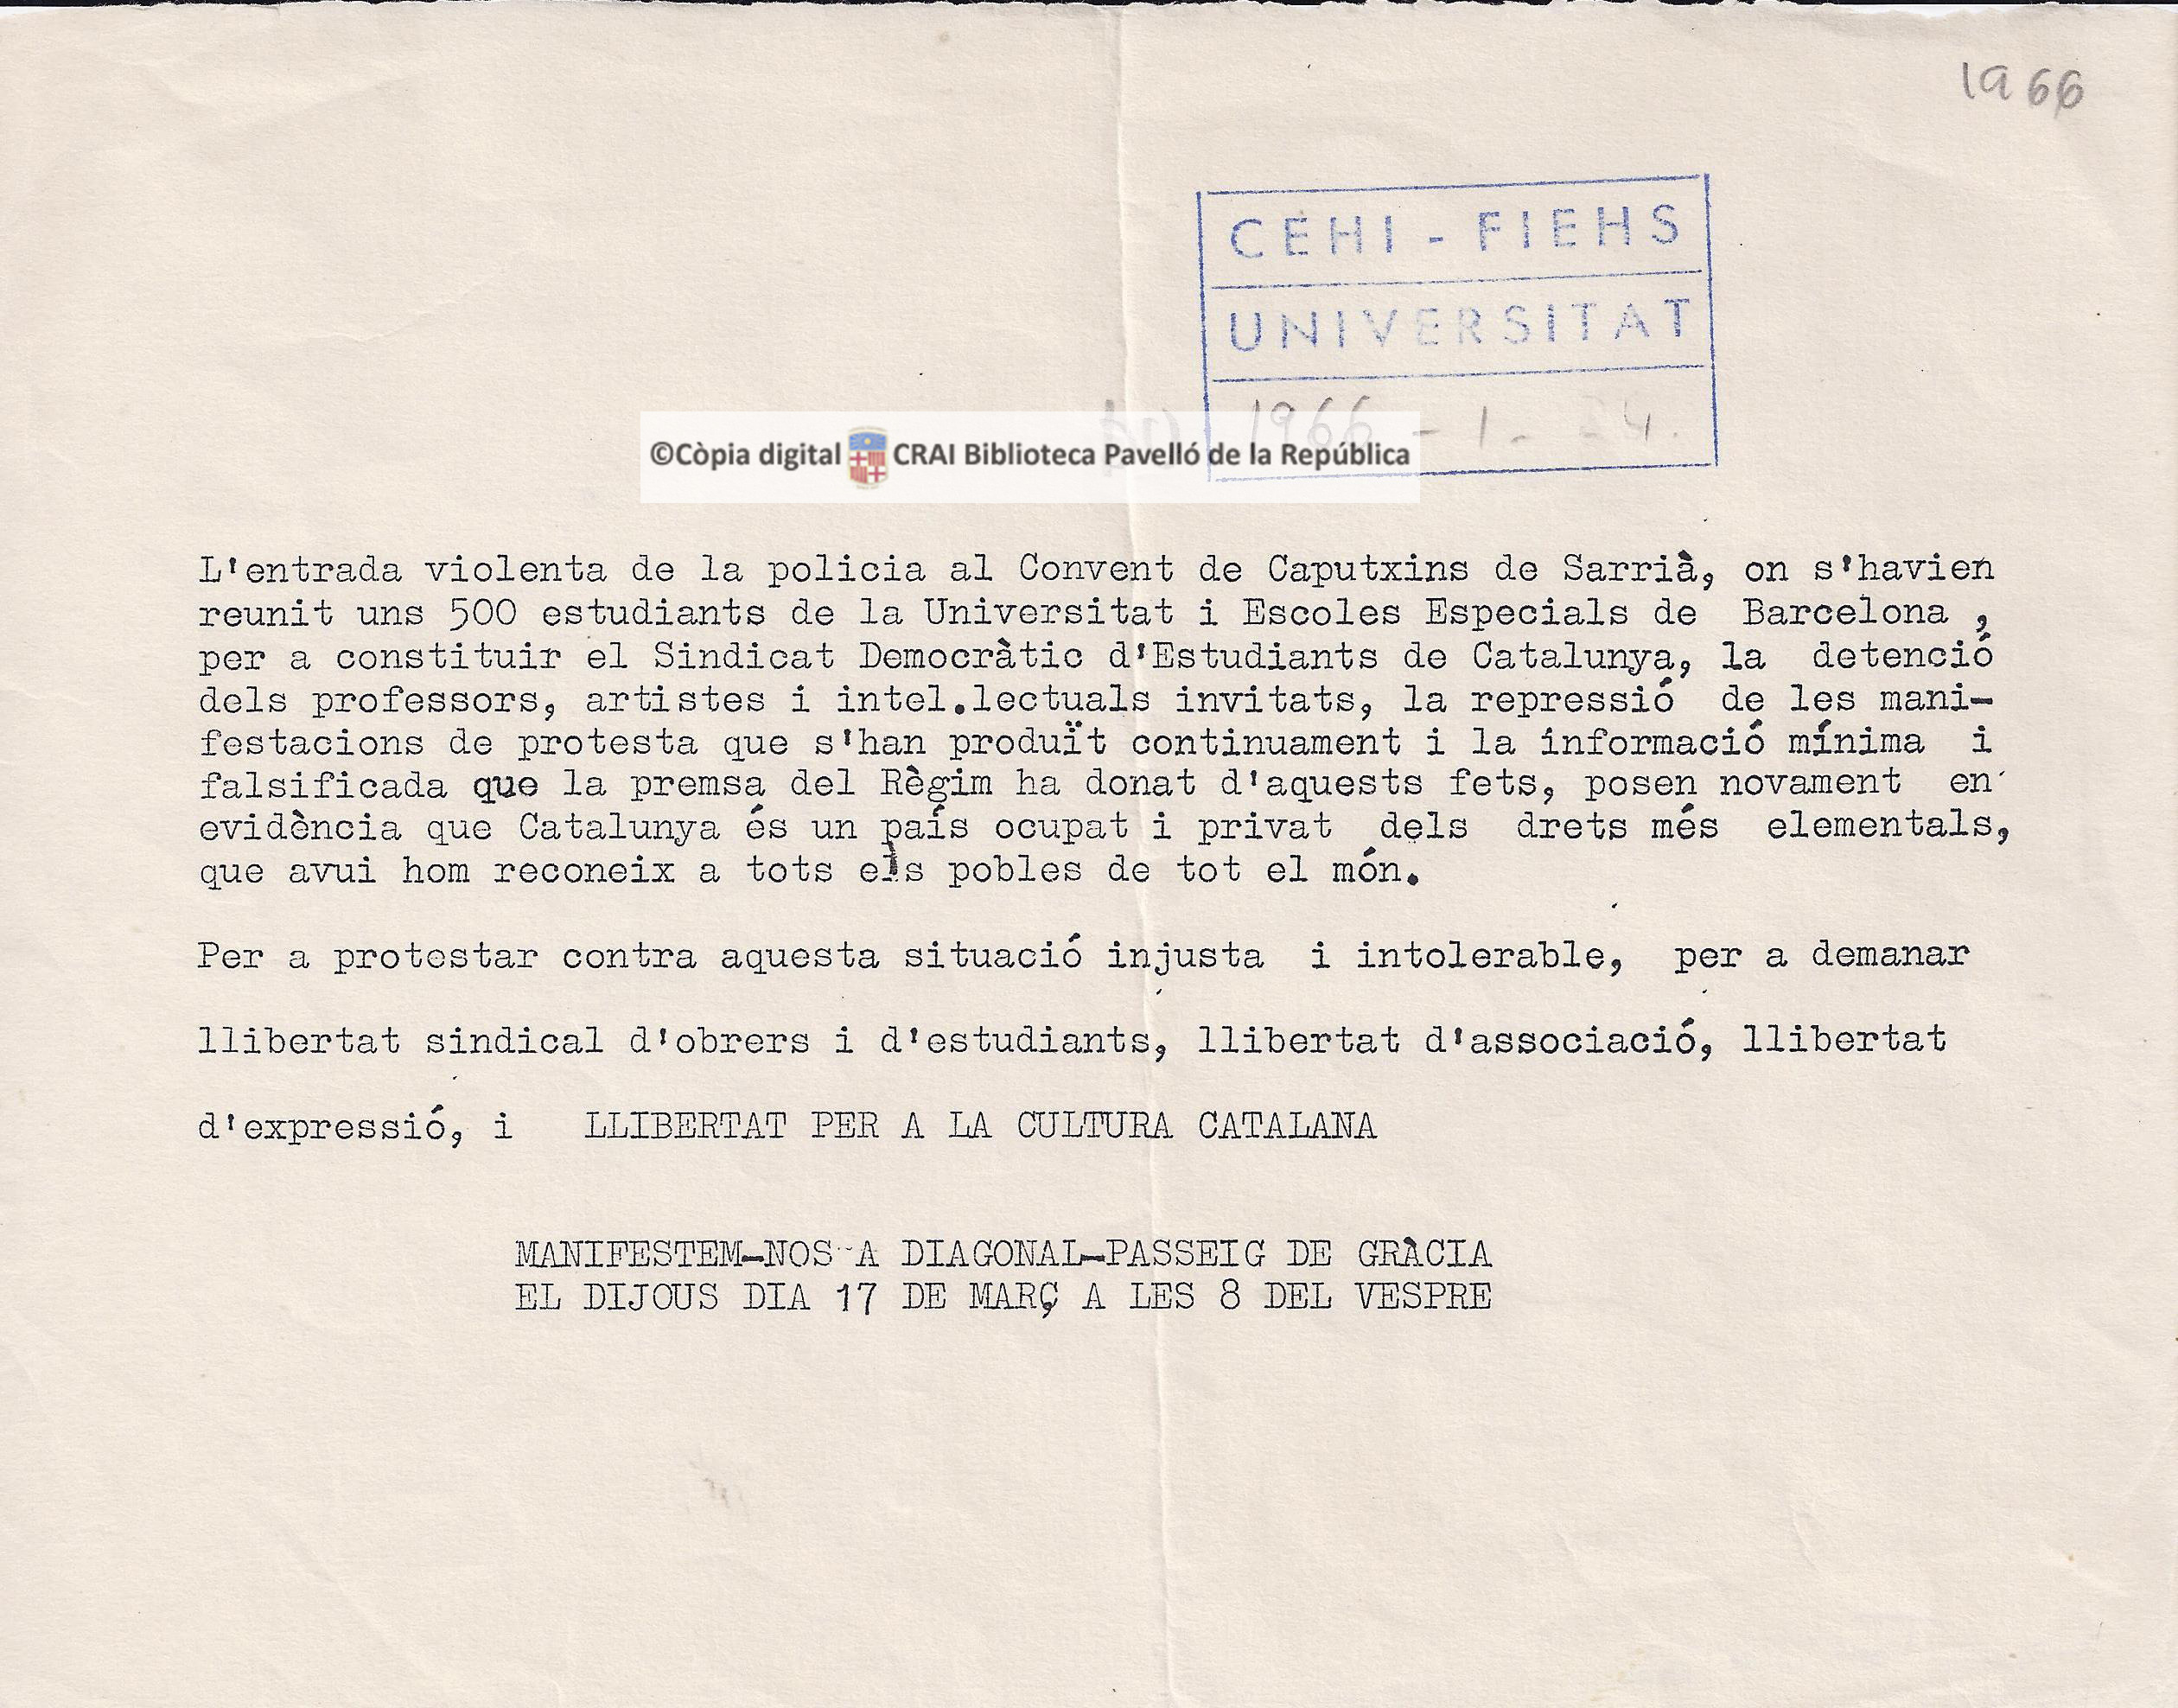 1966
CEHI - FIEHS
UNIVERSITAT
1966 - 1 -
©Còpia digital CRAI Biblioteca Pavelló de la República
L'entrada violenta de la policia al Convent de Caputxins de Sarrià, on s'havien
reunit uns 500 estudiants de la Universitat i Escoles Especials de Barcelona ,
per a constituir el Sindicat Democràtic d'Estudiants de Catalunya, la detenció
dels professors, artistes i intel.lectuals invitats, la repressió de les mani-
festacions de protesta que s'han produït continuament i la informació mínima i
falsificada que la premsa del Règim ha donat d'aquests fets, posen novament en
evidència que Catalunya és un país ocupat i privat dels drets més elementals,
que avui hom reconeix a tots els pobles de tot el món.
Per a protestar contra aquesta situació injusta i intolerable, per a demanar
llibertat sindical d'obrers i d'estudiants, llibertat d'associació, llibertat
d'expressió, i LLIBERTAT PER A LA CULTURA CATALANA
MANIFESTEM-NOS A DIAGONAL-PASSEIG DE GRÀCIA
EL DIJOUS DIA 17 DE MARÇ A LES 8 DEL VESPRE